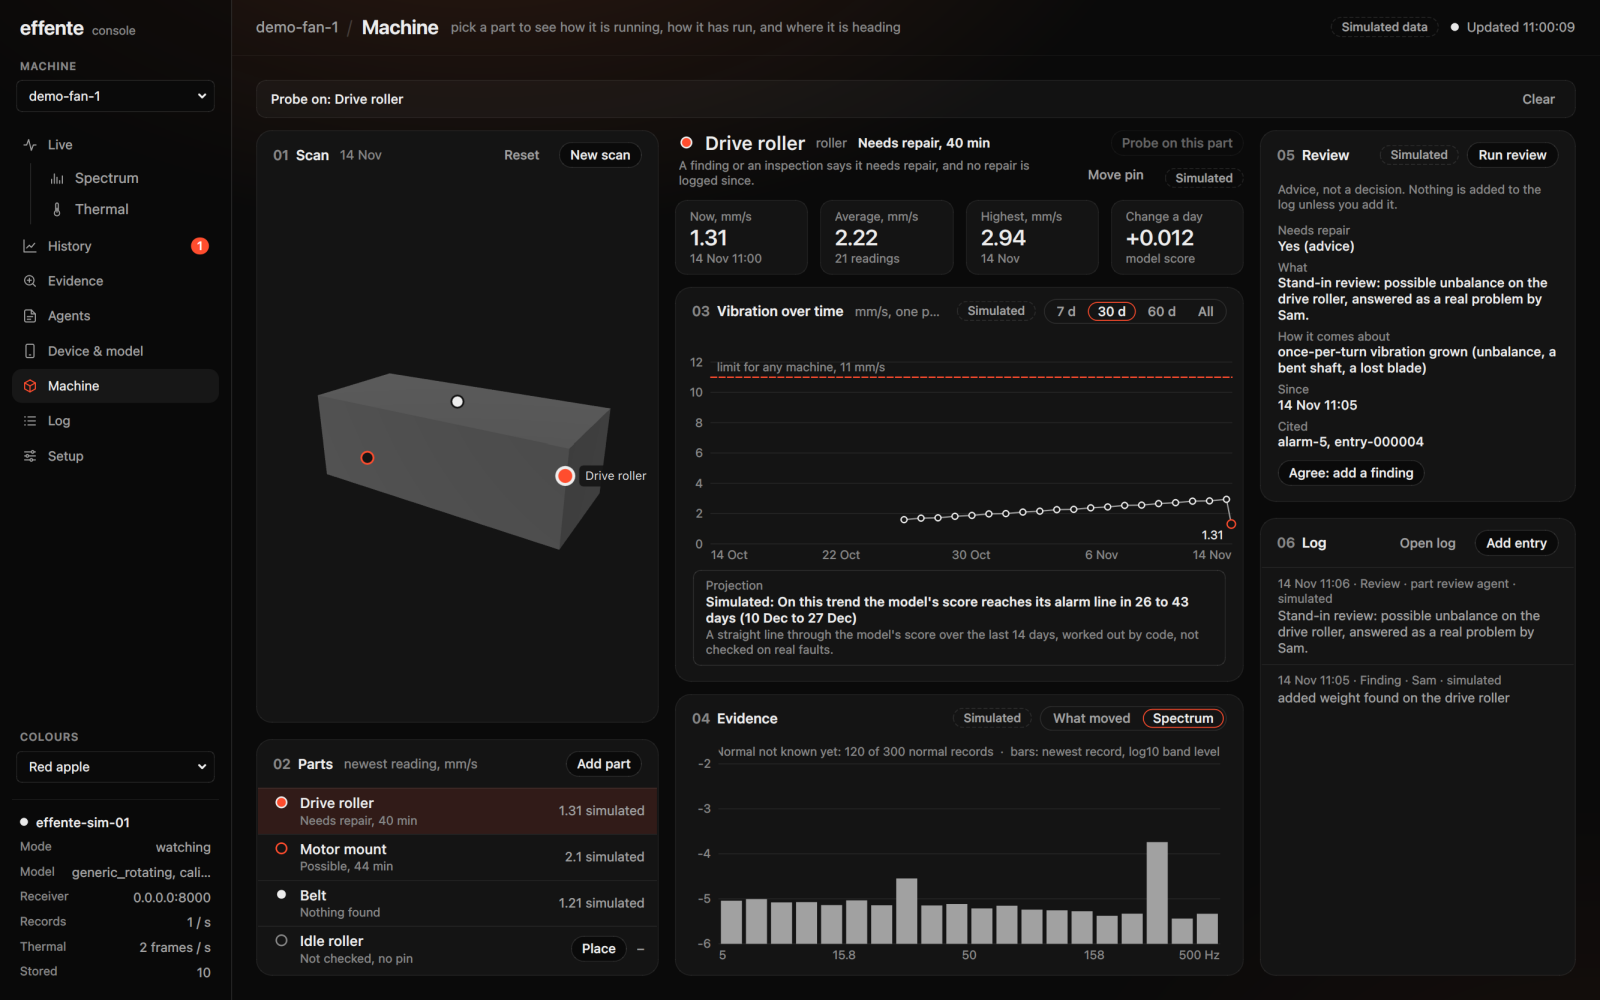 effente console
MACHINE
demo-fan-1
Live
Spectrum
Thermal
History
1
Evidence
Agents
Device & model
Machine
Log
Setup
COLOURS
Red apple
effente-sim-01
Mode watching
Model generic_rotating, cali...
Receiver 0.0.0.0:8000
Records 1 / s
Thermal 2 frames / s
Stored 10
demo-fan-1 / Machine pick a part to see how it is running, how it has run, and where it is heading
Simulated data
Updated 11:00:09
Probe on: Drive roller
Clear
01 Scan 14 Nov
Reset
New scan
Drive roller
02 Parts newest reading, mm/s
Add part
Drive roller
Needs repair, 40 min
1.31 simulated
Motor mount
Possible, 44 min
2.1 simulated
Belt
Nothing found
1.21 simulated
Idle roller
Not checked, no pin
Place
–
Drive roller roller Needs repair, 40 min
Probe on this part
A finding or an inspection says it needs repair, and no repair is
logged since.
Move pin
Simulated
Now, mm/s
1.31
14 Nov 11:00
Average, mm/s
2.22
21 readings
Highest, mm/s
2.94
14 Nov
Change a day
+0.012
model score
03 Vibration over time mm/s, one p...
Simulated
7 d
30 d
60 d
All
limit for any machine, 11 mm/s
12
10
8
6
4
2
0
1.31
14 Oct
22 Oct
30 Oct
6 Nov
14 Nov
Projection
Simulated: On this trend the model's score reaches its alarm line in 26 to 43
days (10 Dec to 27 Dec)
A straight line through the model's score over the last 14 days, worked out by code, not
checked on real faults.
04 Evidence
Simulated
What moved
Spectrum
ormal not known yet: 120 of 300 normal records · bars: newest record, log10 band level
-2
-3
-4
-5
-6
5
15.8
50
158
500 Hz
05 Review
Simulated
Run review
Advice, not a decision. Nothing is added to the
log unless you add it.
Needs repair
Yes (advice)
What
Stand-in review: possible unbalance on the
drive roller, answered as a real problem by
Sam.
How it comes about
once-per-turn vibration grown (unbalance, a
bent shaft, a lost blade)
Since
14 Nov 11:05
Cited
alarm-5, entry-000004
Agree: add a finding
06 Log
Open log
Add entry
14 Nov 11:06 · Review · part review agent ·
simulated
Stand-in review: possible unbalance on the
drive roller, answered as a real problem by
Sam.
14 Nov 11:05 · Finding · Sam · simulated
added weight found on the drive roller